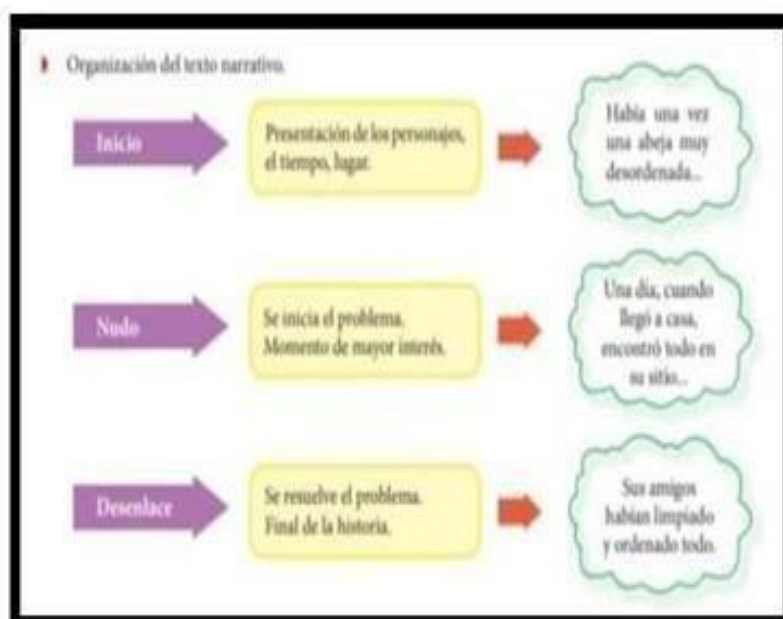 Organización del texto narrativo.
Inicio
Presentación de los personajes,
el tiempo, lugar.
Había una vez
una abeja muy
desordenada...
Nudo
Se inicia el problema.
Momento de mayor interés.
Una día, cuando
llegó a casa,
encontró todo en
su sitio...
Desenlace
Se resuelve el problema.
Final de la historia.
Sus amigos
habían limpiado
y ordenado todo.